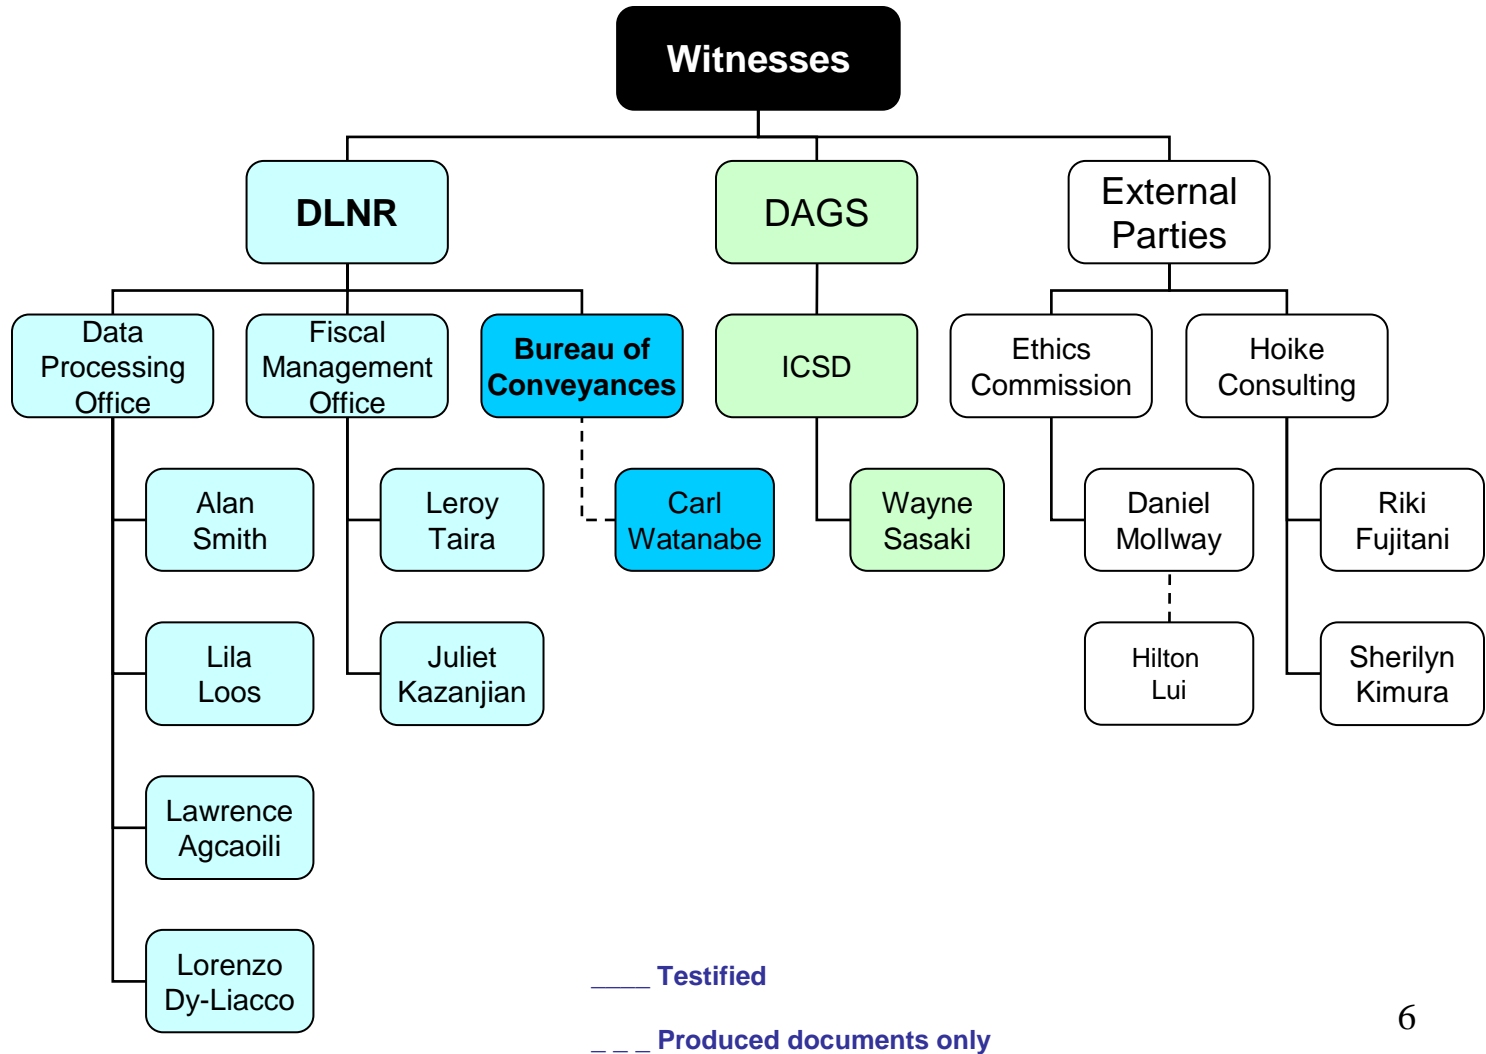 Witnesses
DLNR
DAGS
External
Parties
Data
Processing
Office
Fiscal
Management
Office
Bureau of
Conveyances
ICSD
Ethics
Commission
Hoike
Consulting
Alan
Smith
Leroy
Taira
Carl
Watanabe
Wayne
Sasaki
Daniel
Mollway
Riki
Fujitani
Lila
Loos
Juliet
Kazanjian
Hilton
Lui
Sherilyn
Kimura
Lawrence
Agcaoili
Lorenzo
Dy-Liacco
____ Testified
_ _ _ Produced documents only
6